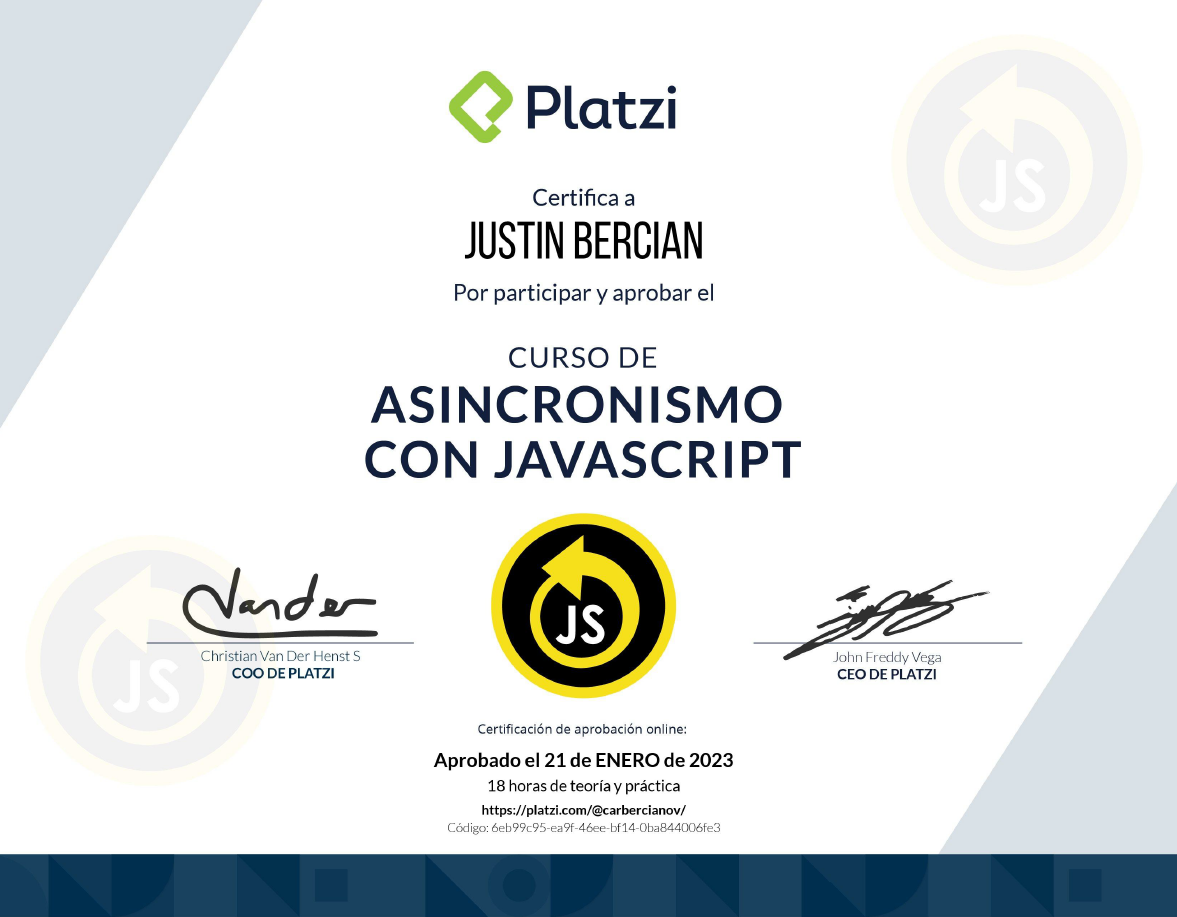 Platzi
Certifica a
JUSTIN BERCIAN
Por participar y aprobar el
CURSO DE
ASINCRONISMO
CON JAVASCRIPT
JS
JS
JS
Vander
Christian Van Der Henst S
COO DE PLATZI
John Freddy Vega
CEO DE PLATZI
Certificación de aprobación online:
Aprobado el 21 de ENERO de 2023
18 horas de teoría y práctica
https://platzi.com/@carbercianov/
Código: 6eb99c95-ea9f-46ee-bf14-0ba844006fe3